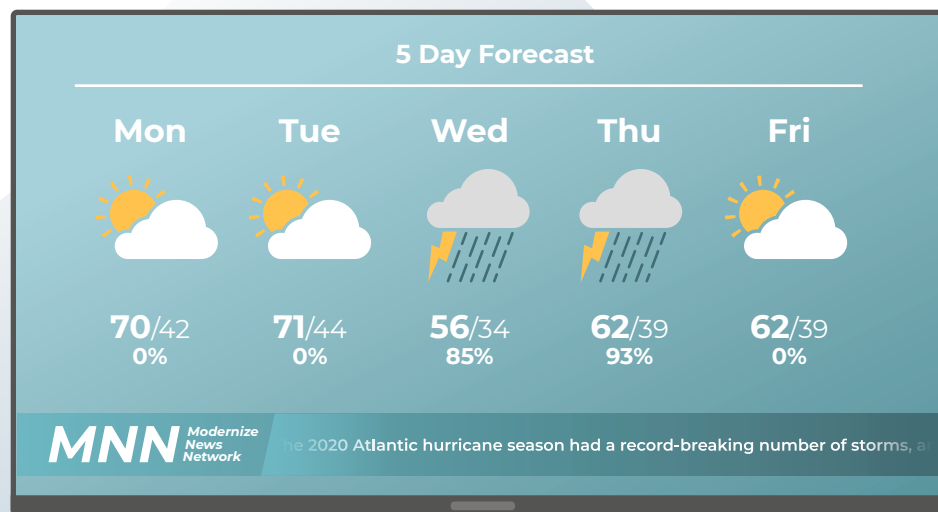 5 Day Forecast
Mon Tue Wed Thu Fri
70/42 71/44 56/34 62/39 62/39
0% 0% 85% 93% 0%
MNN
Modernize
News
Network
2020 Atlantic hurricane season had a record-breaking number of storms,